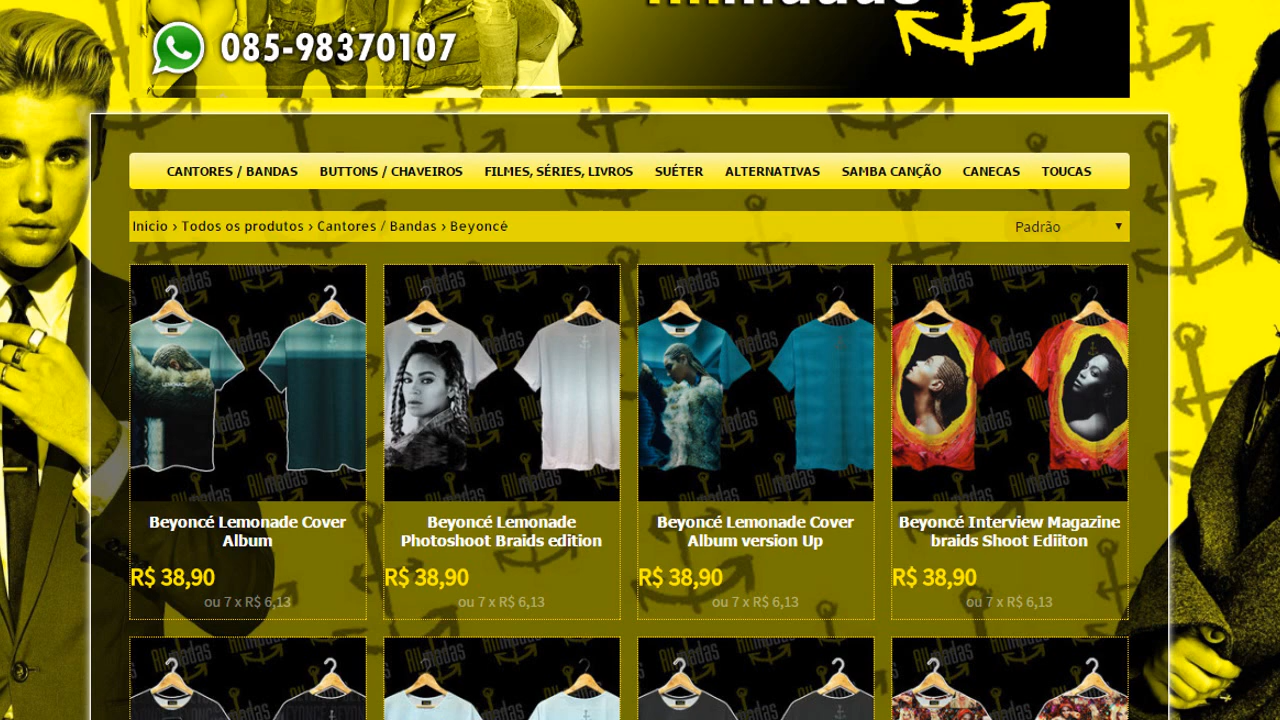 085-98370107
CANTORES / BANDAS BUTTONS / CHAVEIROS FILMES, SÉRIES, LIVROS SUÉTER ALTERNATIVAS SAMBA CANÇÃO CANECAS TOUCAS
Inicio › Todos os produtos › Cantores / Bandas › Beyoncé Padrão
Beyoncé Lemonade Cover
Album
R$ 38,90
ou 7 x R$ 6,13
Beyoncé Lemonade
Photoshoot Braids edition
R$ 38,90
ou 7 x R$ 6,13
Beyoncé Lemonade Cover
Album version Up
R$ 38,90
ou 7 x R$ 6,13
Beyoncé Interview Magazine
braids Shoot Ediiton
R$ 38,90
ou 7 x R$ 6,13